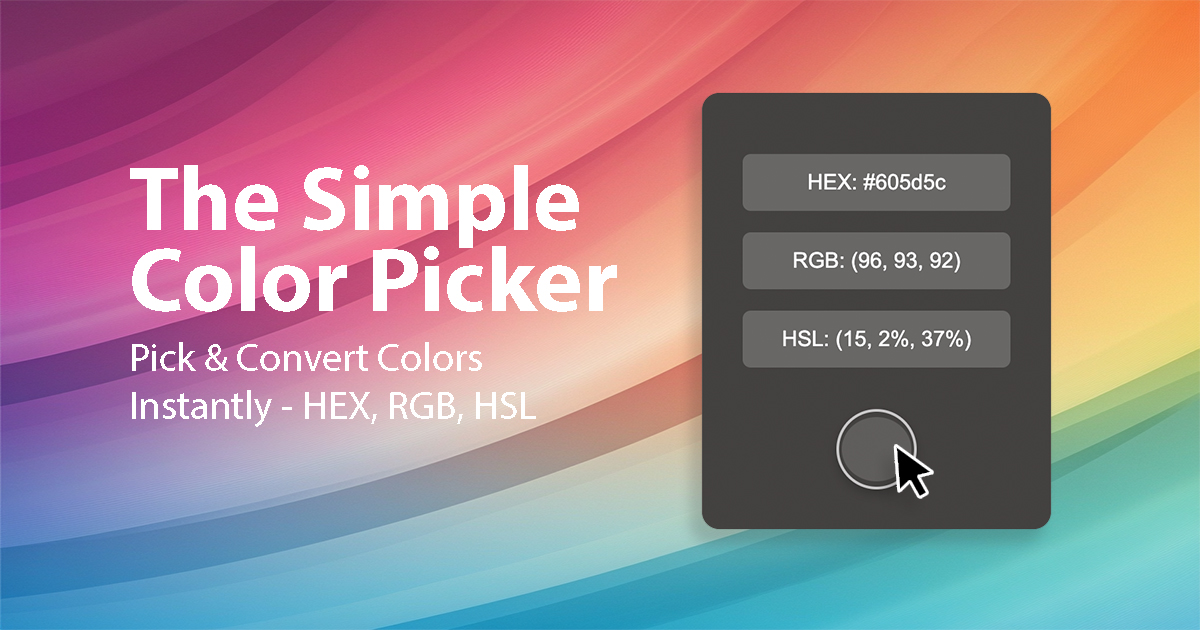 The Simple
Color Picker
Pick & Convert Colors
Instantly - HEX, RGB, HSL
HEX: #605d5c
RGB: (96, 93, 92)
HSL: (15, 2%, 37%)